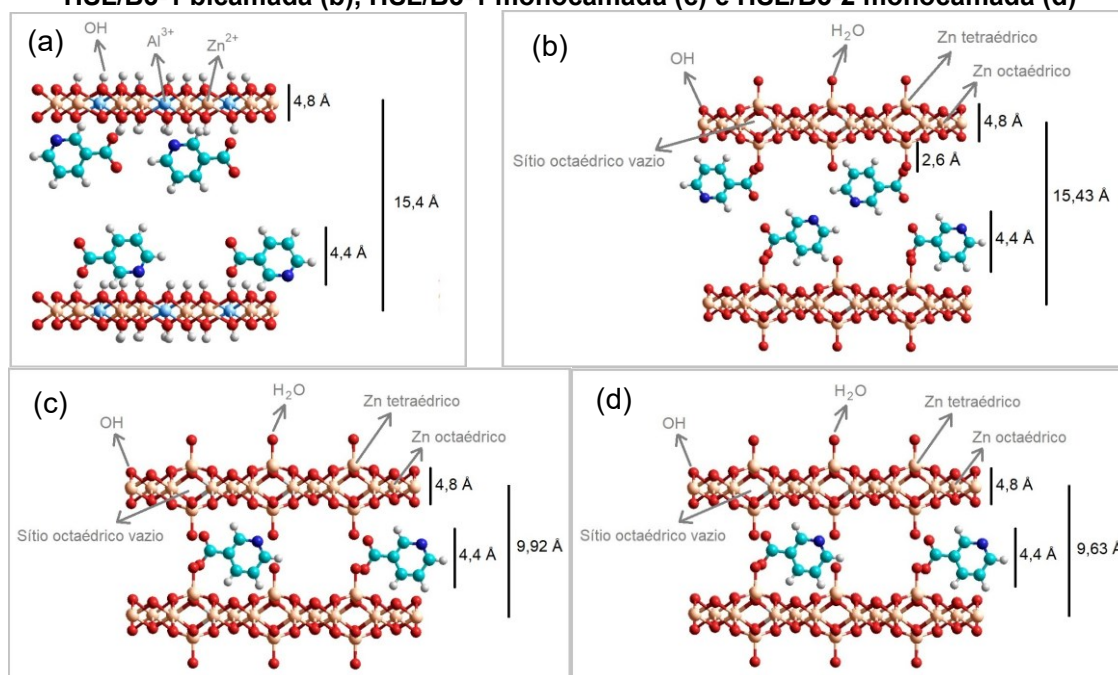 HSL/B3-1 bicamada (b), HSL/B3-1 monocamada (c) e HSL/B3-2 monocamada (d)
(a)
OH
Al3+
Zn2+
4,8 Å
15,4 Å
4,4 Å
(b)
H2O
Zn tetraédrico
OH
Zn octaédrico
4,8 Å
Sítio octaédrico vazio
2,6 Å
15,43 Å
4,4 Å
(c)
H2O
Zn tetraédrico
OH
Zn octaédrico
4,8 Å
Sítio octaédrico vazio
4,4 Å
9,92 Å
(d)
H2O
Zn tetraédrico
OH
Zn octaédrico
4,8 Å
Sítio octaédrico vazio
4,4 Å
9,63 Å